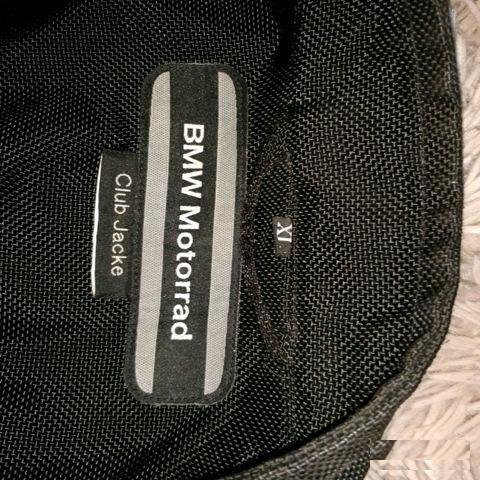 XL
BMW Motorrad
Club Jacke